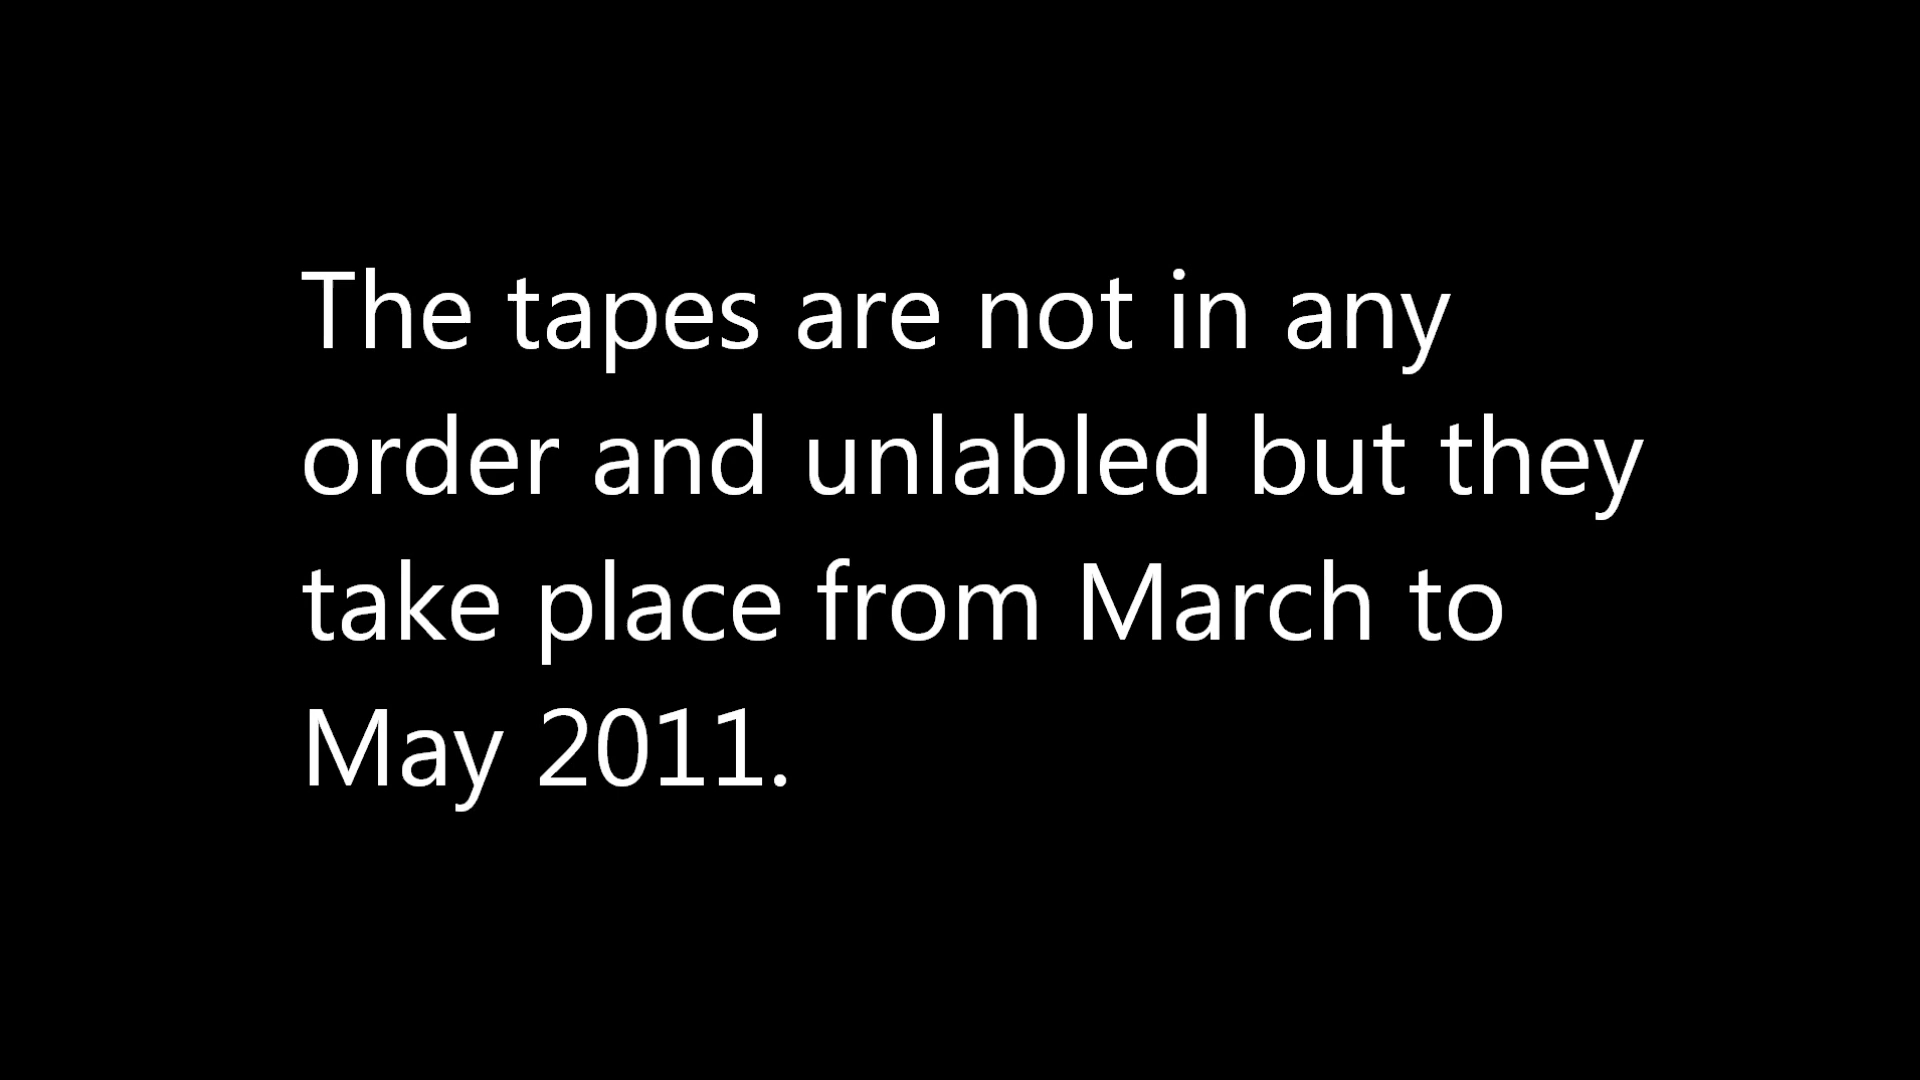 The tapes are not in any
order and unlabled but they
take place from March to
May 2011.